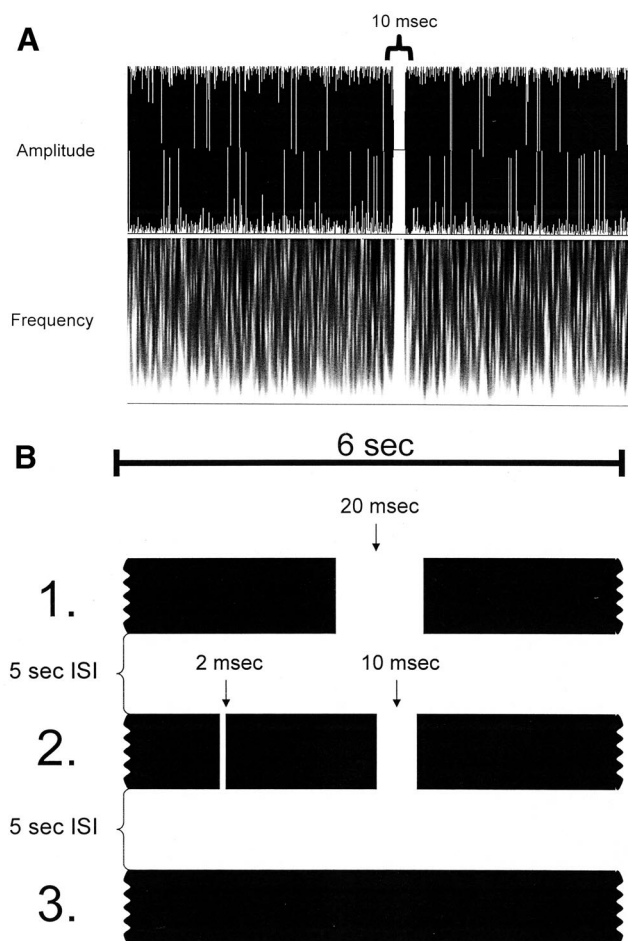 A
10 msec
Amplitude
Frequency
B
6 sec
20 msec
1.
5 sec ISI
2 msec
10 msec
2.
5 sec ISI
3.